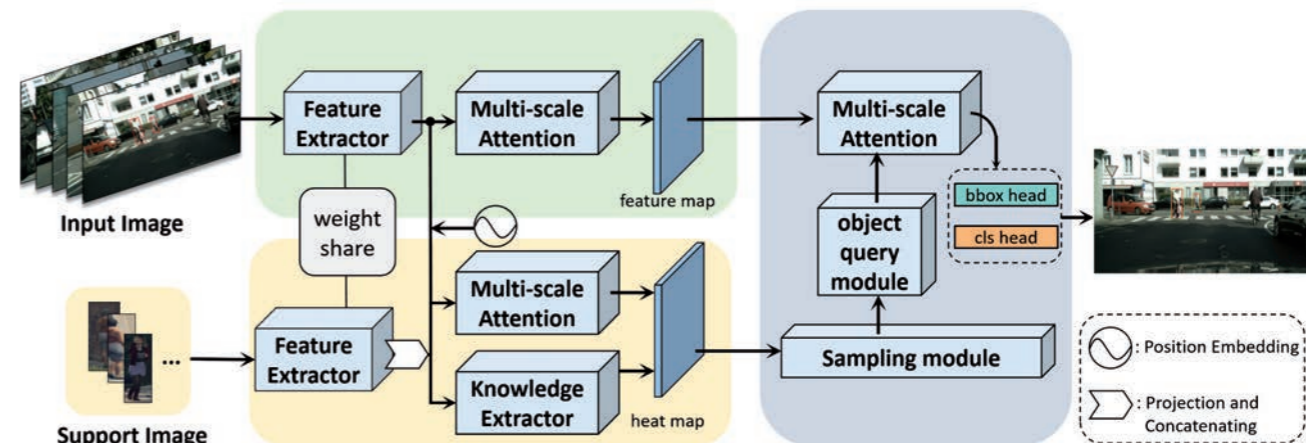 Feature
Extractor
Multi-scale
Attention
feature map
Input Image
weight
share
Multi-scale
Attention
Feature
Extractor
Knowledge
Extractor
heat map
...
Support Image
Multi-scale
Attention
object
query
module
Sampling module
bbox head
cls head
: Position Embedding
: Projection and
Concatenating